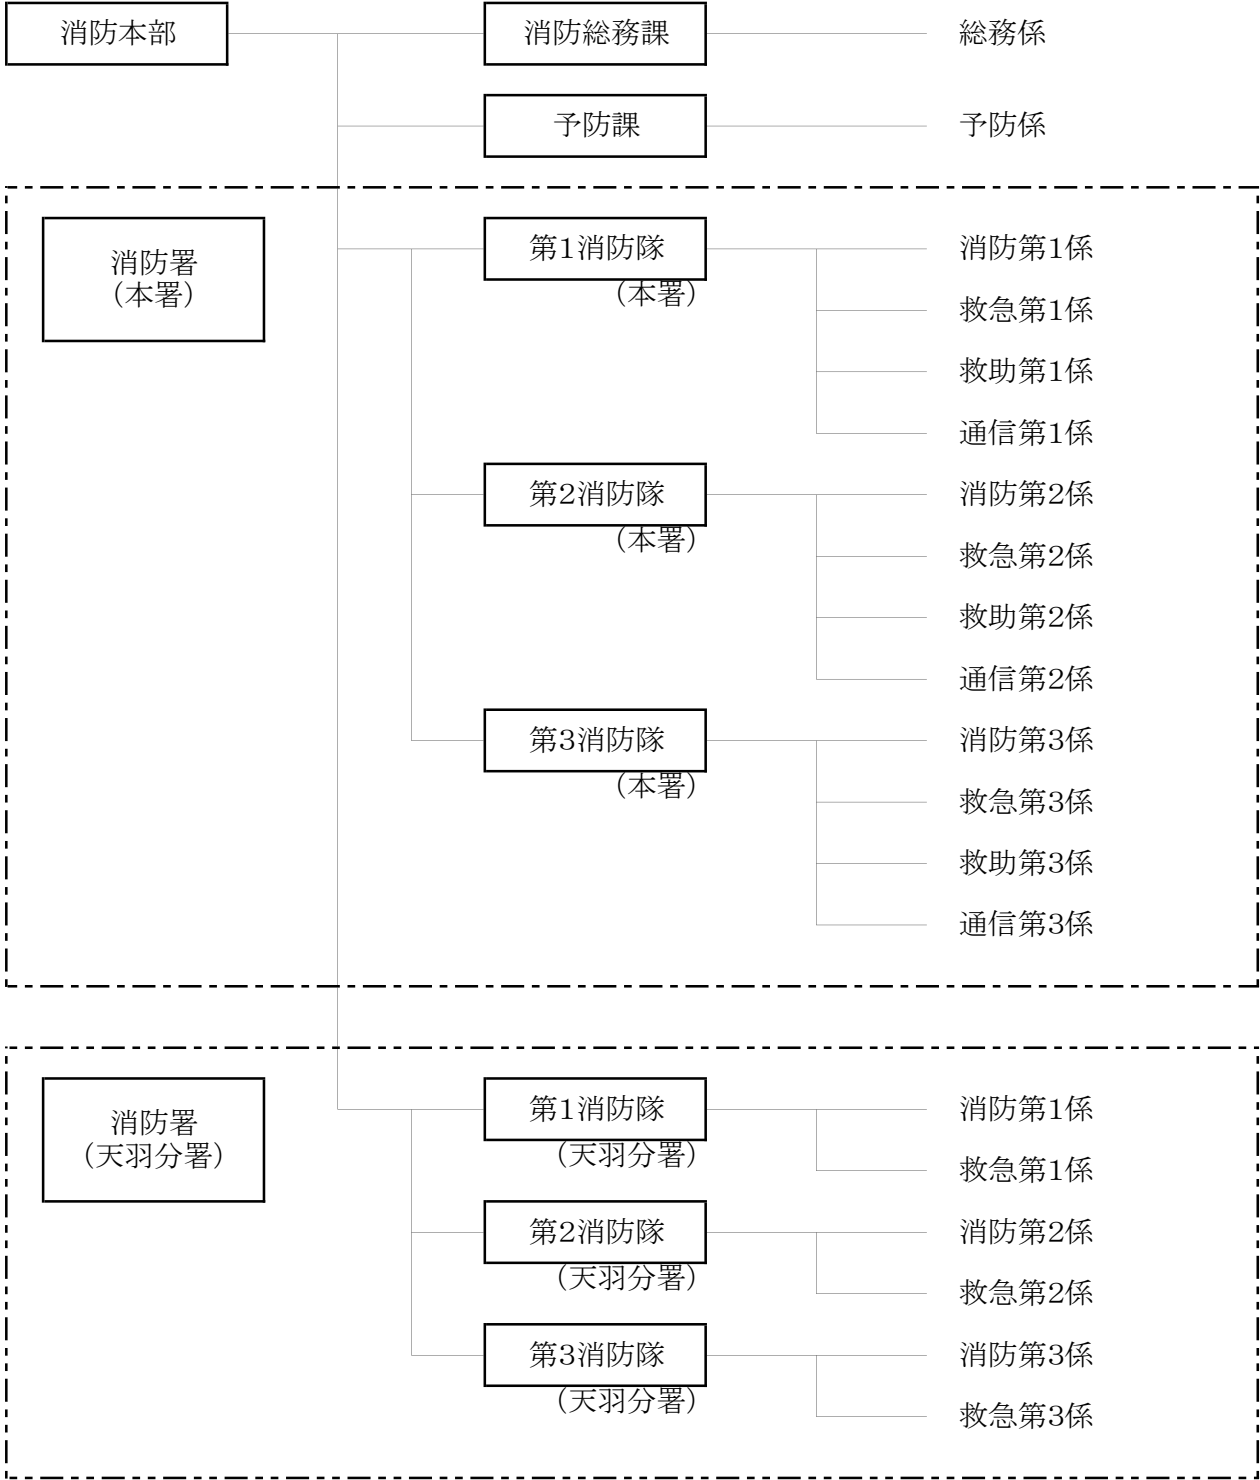 消防本部 消防総務課 総務係
予防課 予防係
消防署
(本署)
第1消防隊 消防第1係
(本署)
救急第1係
救助第1係
通信第1係
第2消防隊 消防第2係
(本署)
救急第2係
救助第2係
通信第2係
第3消防隊 消防第3係
(本署)
救急第3係
救助第3係
通信第3係
消防署
(天羽分署)
第1消防隊 消防第1係
(天羽分署)
救急第1係
第2消防隊 消防第2係
(天羽分署)
救急第2係
第3消防隊 消防第3係
(天羽分署)
救急第3係